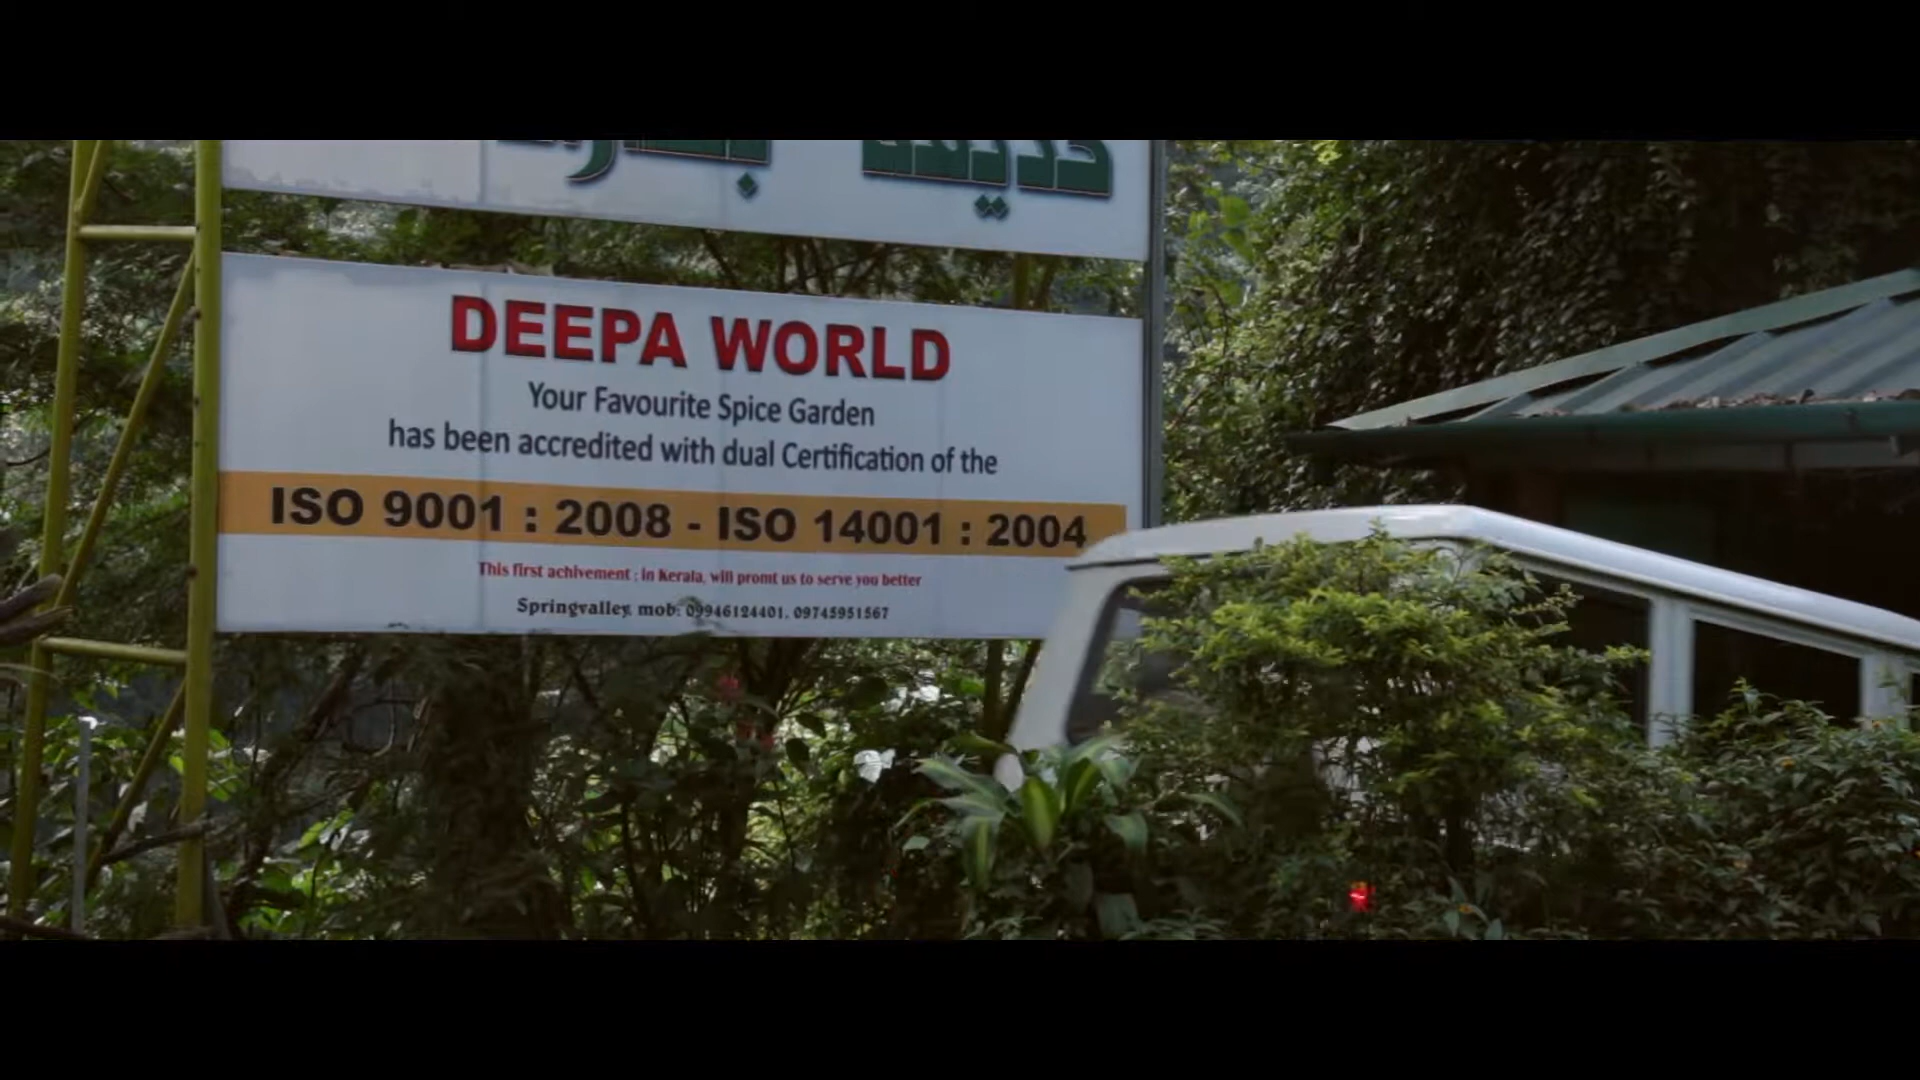 حديقة
DEEPA WORLD
Your Favourite Spice Garden
has been accredited with dual Certification of the
ISO 9001 : 2008 - ISO 14001 : 2004
This first achivement ; in Kerala, will promt us to serve you better
Springvalley, mob: 09946124401, 09745951567